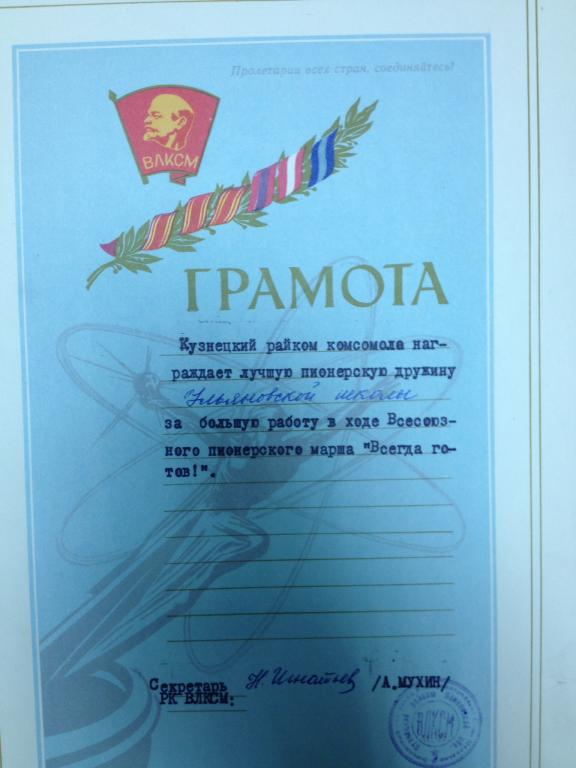 Пролетарии всех стран, соединяйтесь!
ВЛКСМ
ГРАМОТА
Кузнецкий райком комсомола наг-
раждает лучшую пионерскую дружину
Ульяновской школы
за большую работу в ходе Всесоюз-
ного пионерского марша "Всегда го-
тов!".
Секретарь
РК ВЛКСМ:
/А.МУХИН/
ВЛКСМ